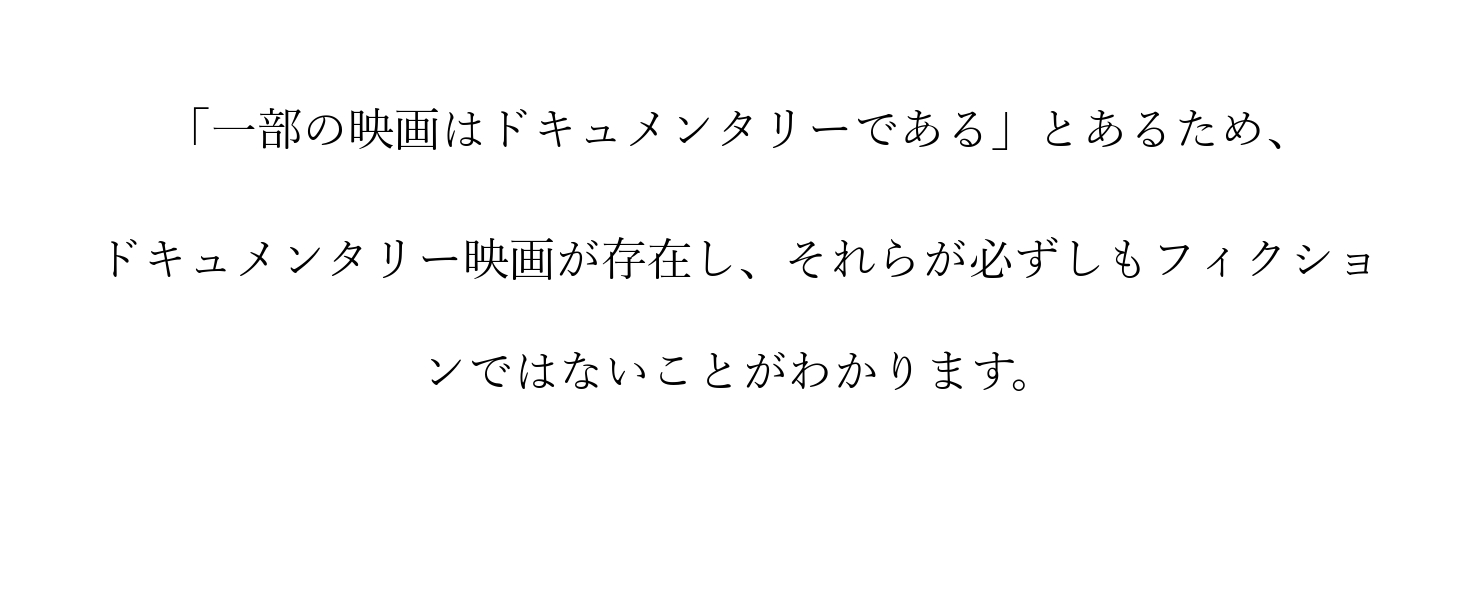 「一部の映画はドキュメンタリーである」とあるため、
ドキュメンタリー映画が存在し、それらが必ずしもフィクショ
ンではないことがわかります。